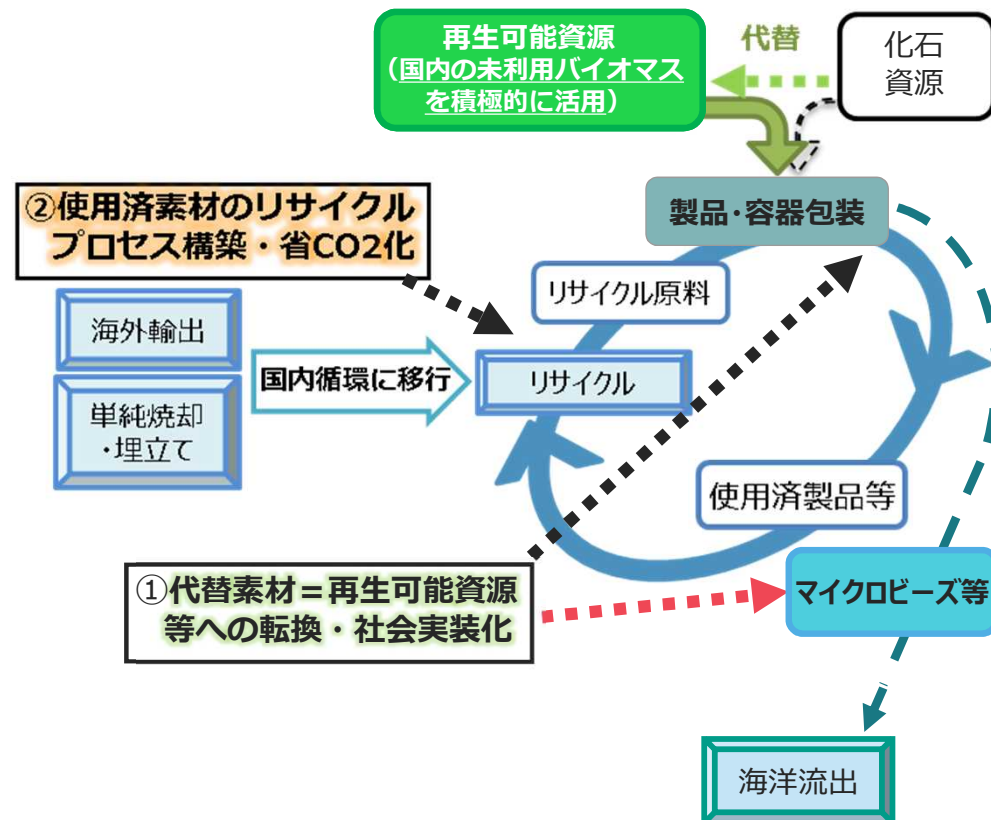 再生可能資源
（国内の未利用バイオマス
を積極的に活用）
代替
化石
資源
②使用済素材のリサイクル
プロセス構築・省CO2化
製品・容器包装
リサイクル原料
海外輸出
国内循環に移行
リサイクル
単純焼却
・埋立て
使用済製品等
①代替素材＝再生可能資源
等への転換・社会実装化
マイクロビーズ等
海洋流出